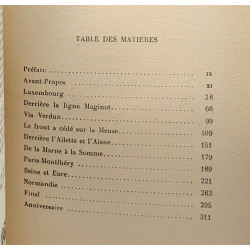 TABLE DES MATIERES
Préface IX
Avant-Propos XI
Luxembourg 26
Derrière la ligne Maginot 66
Via Verdun 99
Le front a cédé sur la Meuse 109
Derrière l'Ailette et l'Aisne 151
De la Marne à la Somme 179
Paris-Montlhéry 189
Seine et Eure 221
Normandie 263
Final 295
Anniversaire 311